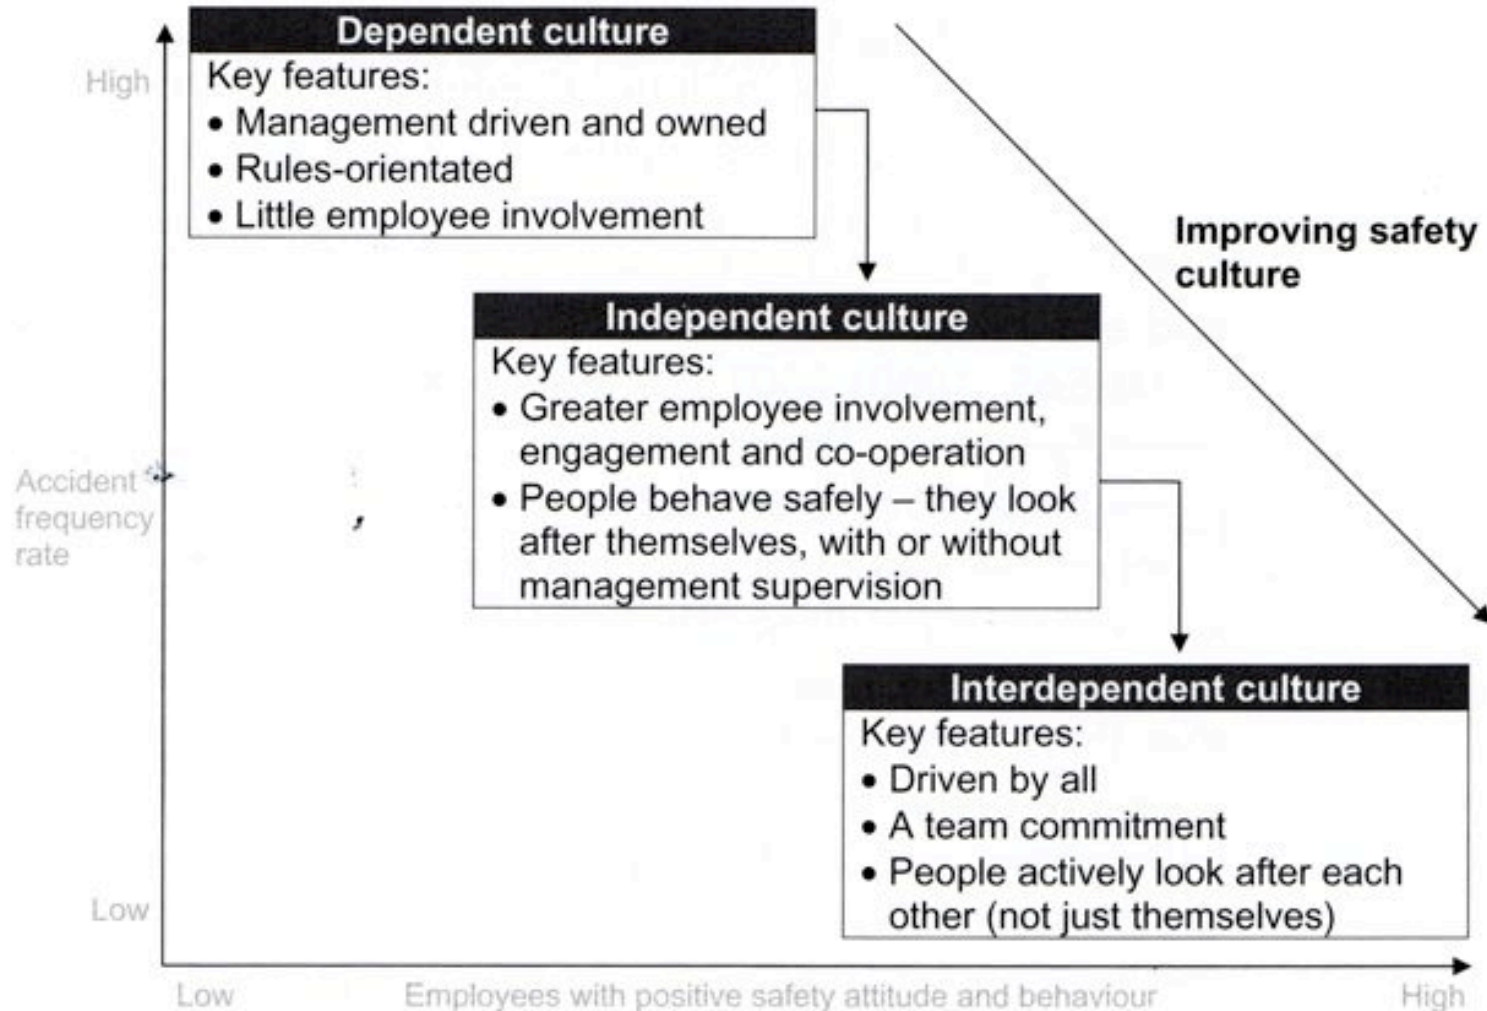 Dependent culture
High
Key features:
• Management driven and owned
• Rules-orientated
• Little employee involvement
Improving safety
culture
Independent culture
Key features:
• Greater employee involvement,
engagement and co-operation
• People behave safely – they look
after themselves, with or without
management supervision
Accident
frequency
rate
Interdependent culture
Key features:
• Driven by all
• A team commitment
• People actively look after each
other (not just themselves)
Low
Low
Employees with positive safety attitude and behaviour
High